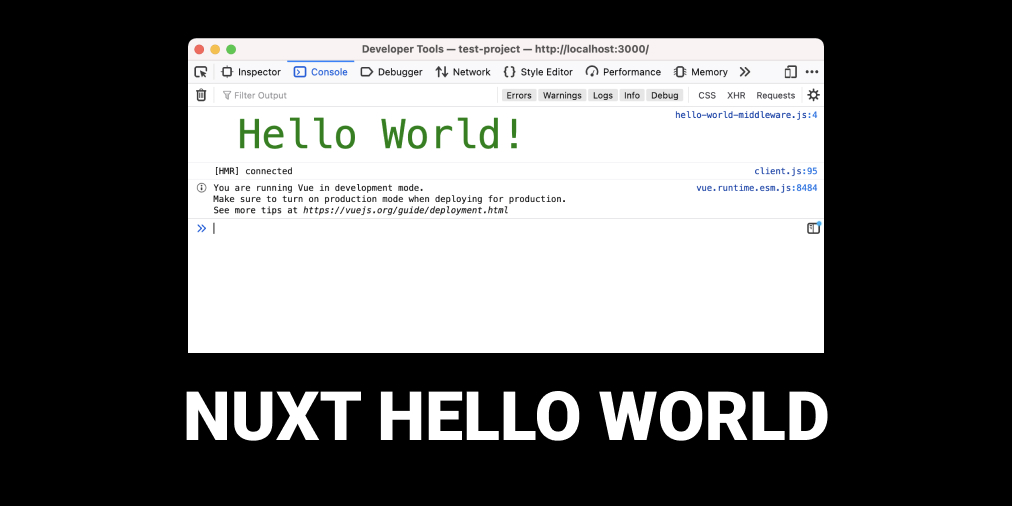 Developer Tools — test-project — http://localhost:3000/
Inspector Console Debugger Network Style Editor Performance Memory
Filter Output Errors Warnings Logs Info Debug CSS XHR Requests
Hello World! hello-world-middleware.js:4
[HMR] connected client.js:95
You are running Vue in development mode. vue.runtime.esm.js:8484
Make sure to turn on production mode when deploying for production.
See more tips at https://vuejs.org/guide/deployment.html
NUXT HELLO WORLD